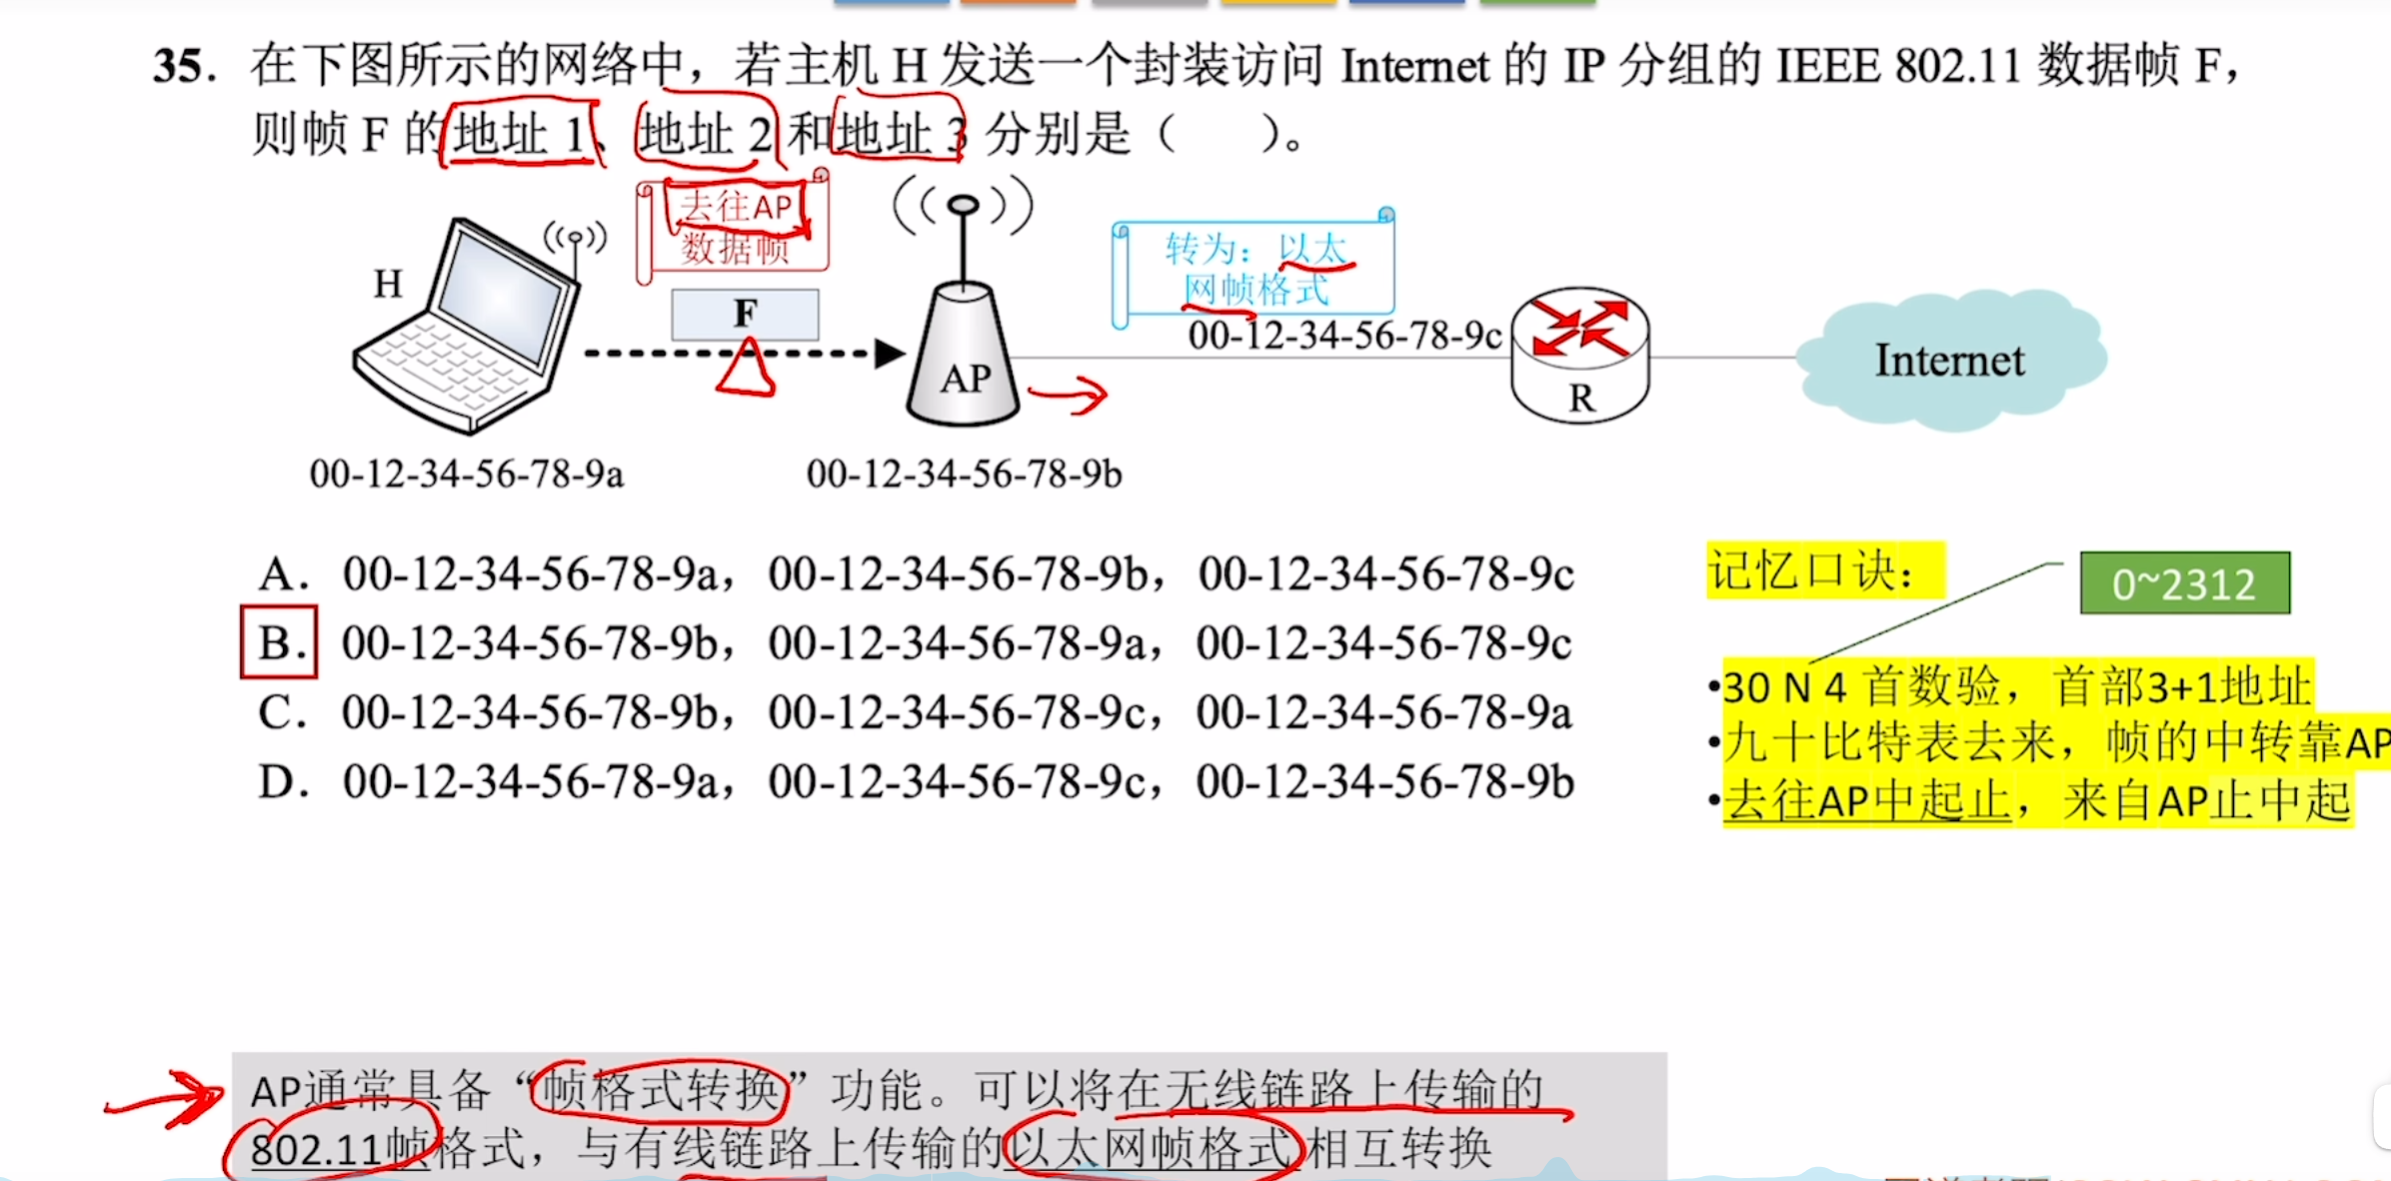 35. 在下图所示的网络中，若主机 H 发送一个封装访问 Internet 的 IP 分组的 IEEE 802.11 数据帧 F，
则帧 F 的地址 1、地址 2 和地址 3 分别是（ ）。
去往AP
数据帧
转为：以太
网帧格式
H
F
AP
00-12-34-56-78-9c
R
Internet
00-12-34-56-78-9a
00-12-34-56-78-9b
A. 00-12-34-56-78-9a，00-12-34-56-78-9b，00-12-34-56-78-9c
B. 00-12-34-56-78-9b，00-12-34-56-78-9a，00-12-34-56-78-9c
C. 00-12-34-56-78-9b，00-12-34-56-78-9c，00-12-34-56-78-9a
D. 00-12-34-56-78-9a，00-12-34-56-78-9c，00-12-34-56-78-9b
记忆口诀：
0~2312
•30 N 4 首数验，首部3+1地址
•九十比特表去来，帧的中转靠AP
•去往AP中起止，来自AP止中起
AP通常具备“帧格式转换”功能。可以将在无线链路上传输的
802.11帧格式，与有线链路上传输的以太网帧格式相互转换